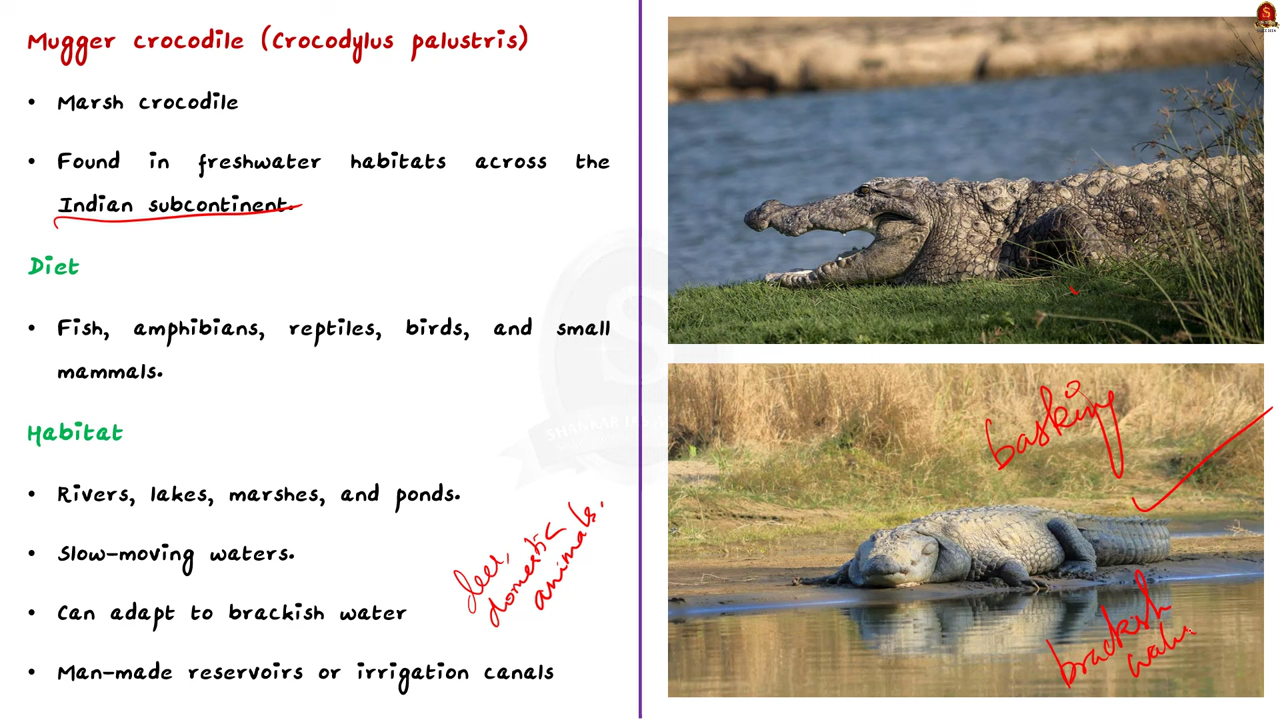 Mugger crocodile (Crocodylus palustris)
• Marsh crocodile
• Found in freshwater habitats across the
Indian subcontinent.
Diet
• Fish, amphibians, reptiles, birds, and small
mammals.
Habitat
• Rivers, lakes, marshes, and ponds.
• Slow-moving waters.
• Can adapt to brackish water
• Man-made reservoirs or irrigation canals
deer,
domestic
animals.
basking
brackish